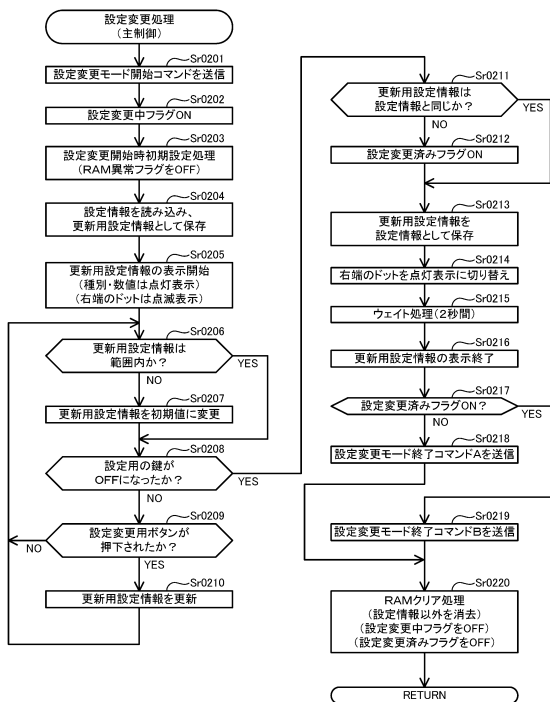 設定変更処理
(主制御)
Sr0201
設定変更モード開始コマンドを送信
Sr0202
設定変更中フラグON
Sr0203
設定変更開始時初期設定処理
(RAM異常フラグをOFF)
Sr0204
設定情報を読み込み、
更新用設定情報として保存
Sr0205
更新用設定情報の表示開始
(種別・数値は点灯表示)
(右端のドットは点滅表示)
Sr0206
更新用設定情報は
範囲内か?
YES
NO
Sr0207
更新用設定情報を初期値に変更
Sr0208
設定用の鍵が
OFFになったか?
YES
NO
Sr0209
設定変更用ボタンが
押下されたか?
NO
YES
Sr0210
更新用設定情報を更新
Sr0211
更新用設定情報は
設定情報と同じか?
YES
NO
Sr0212
設定変更済みフラグON
Sr0213
更新用設定情報を
設定情報として保存
Sr0214
右端のドットを点灯表示に切り替え
Sr0215
ウェイト処理(2秒間)
Sr0216
更新用設定情報の表示終了
Sr0217
設定変更済みフラグON?
YES
NO
Sr0218
設定変更モード終了コマンドAを送信
Sr0219
設定変更モード終了コマンドBを送信
Sr0220
RAMクリア処理
(設定情報以外を消去)
(設定変更中フラグをOFF)
(設定変更済みフラグをOFF)
RETURN